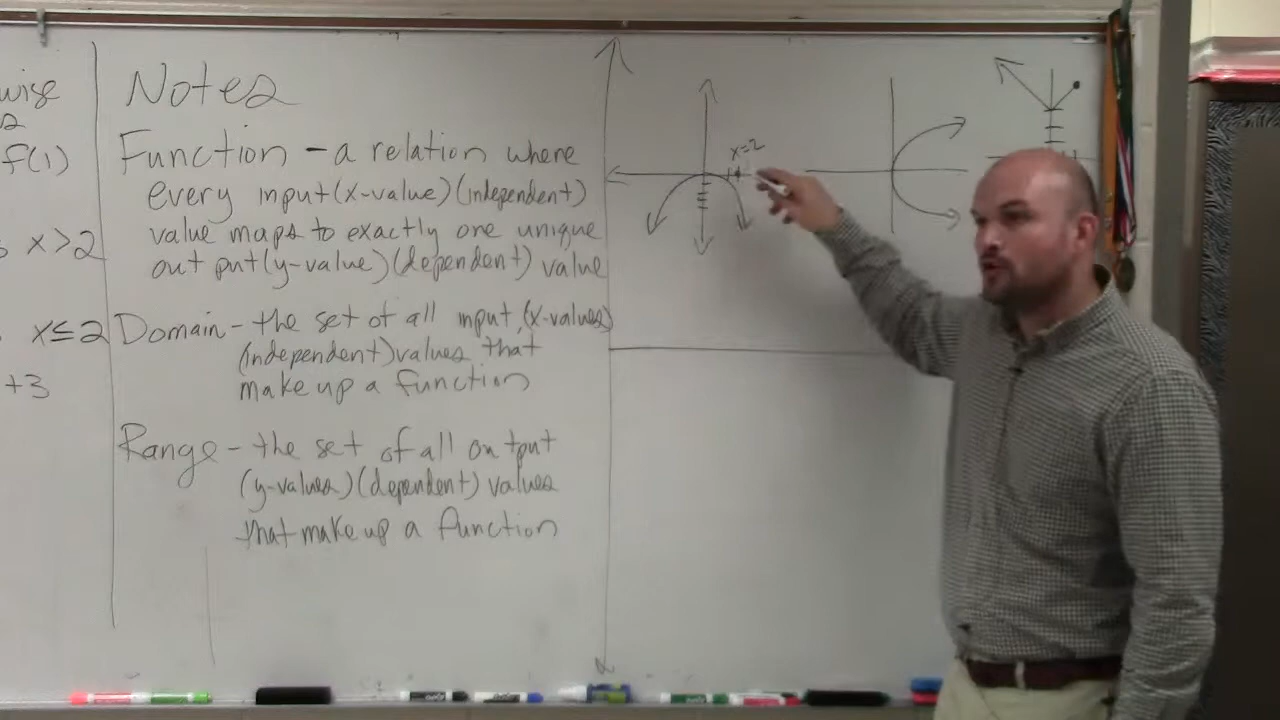 wise
f(1)
x>2
x≤2
+3
Notes
Function - a relation where
every input (x-value) (independent)
value maps to exactly one unique
out put (y-value) (dependent) value
Domain - the set of all input, (x-values)
(independent) values that
make up a function
Range - the set of all output
(y-values) (dependent) values
that make up a function
x=2